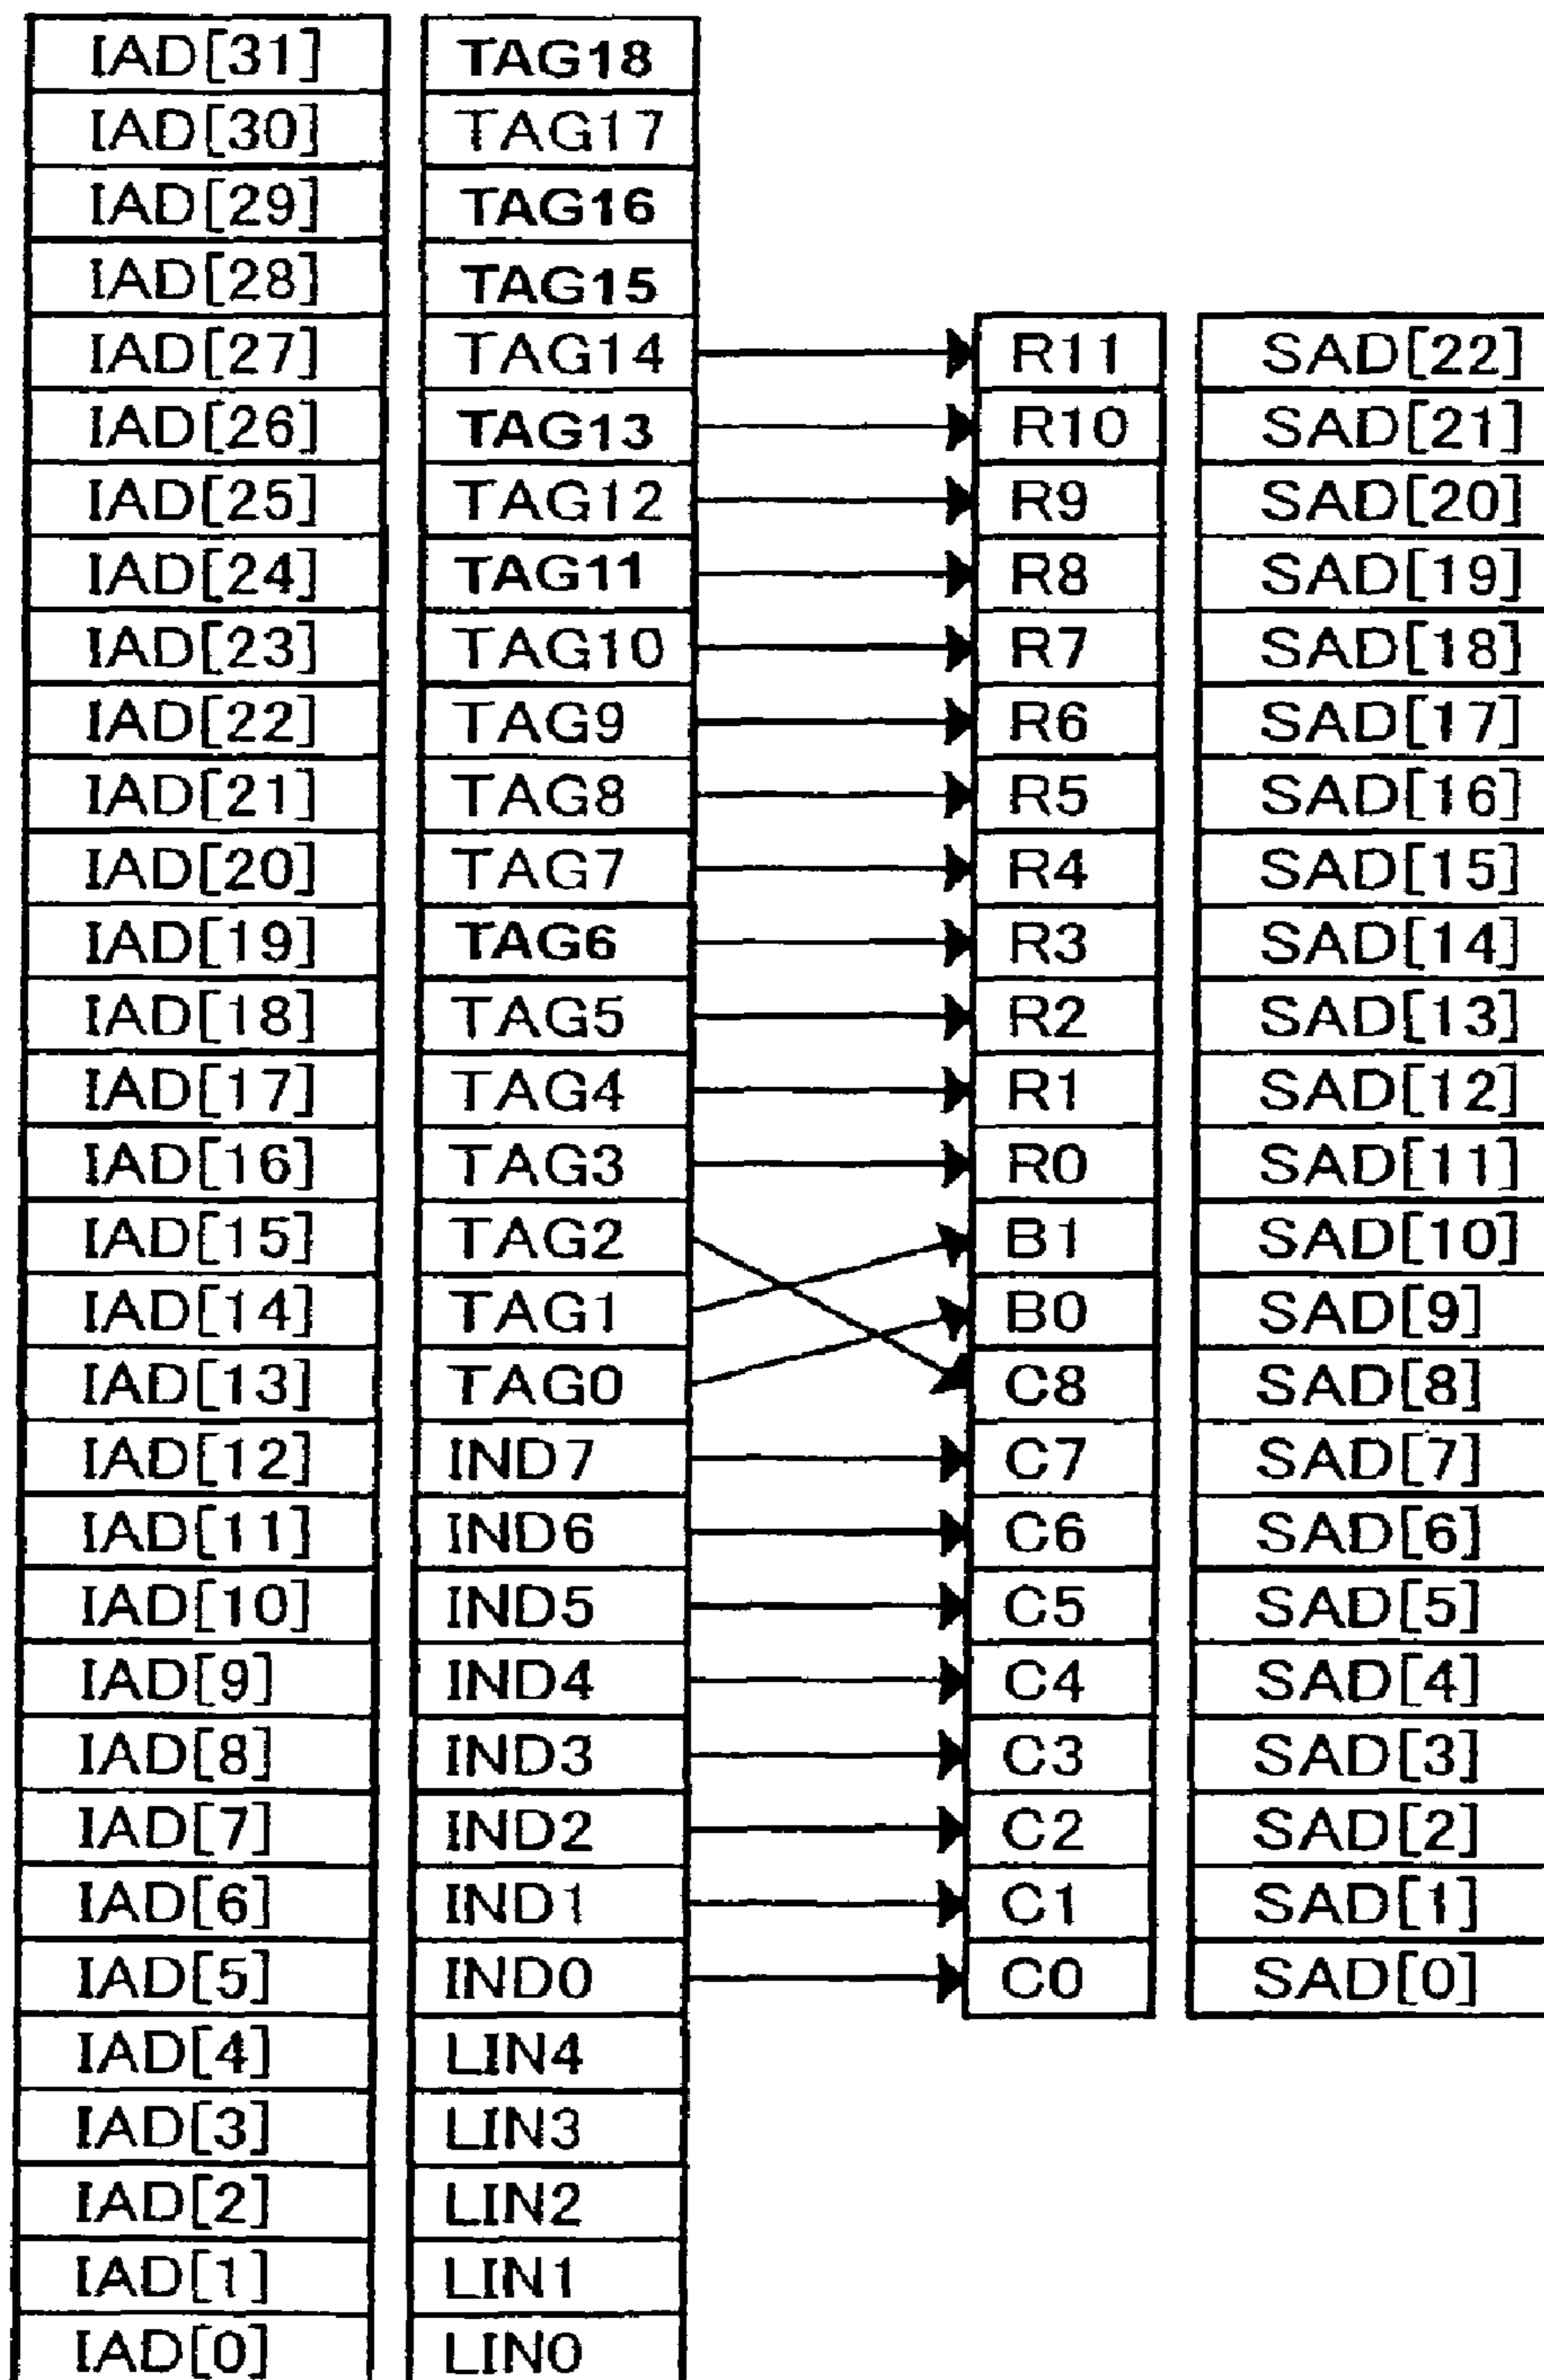 IAD[31] TAG18
IAD[30] TAG17
IAD[29] TAG16
IAD[28] TAG15
IAD[27] TAG14 R11 SAD[22]
IAD[26] TAG13 R10 SAD[21]
IAD[25] TAG12 R9 SAD[20]
IAD[24] TAG11 R8 SAD[19]
IAD[23] TAG10 R7 SAD[18]
IAD[22] TAG9 R6 SAD[17]
IAD[21] TAG8 R5 SAD[16]
IAD[20] TAG7 R4 SAD[15]
IAD[19] TAG6 R3 SAD[14]
IAD[18] TAG5 R2 SAD[13]
IAD[17] TAG4 R1 SAD[12]
IAD[16] TAG3 R0 SAD[11]
IAD[15] TAG2 B1 SAD[10]
IAD[14] TAG1 B0 SAD[9]
IAD[13] TAG0 C8 SAD[8]
IAD[12] IND7 C7 SAD[7]
IAD[11] IND6 C6 SAD[6]
IAD[10] IND5 C5 SAD[5]
IAD[9] IND4 C4 SAD[4]
IAD[8] IND3 C3 SAD[3]
IAD[7] IND2 C2 SAD[2]
IAD[6] IND1 C1 SAD[1]
IAD[5] IND0 C0 SAD[0]
IAD[4] LIN4
IAD[3] LIN3
IAD[2] LIN2
IAD[1] LIN1
IAD[0] LIN0